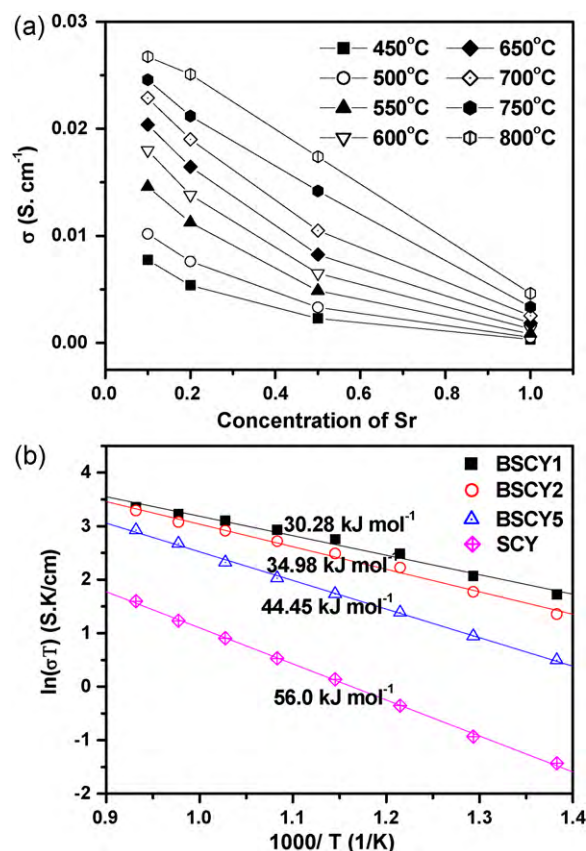 (a)
0.03
0.02
0.01
0.00
σ (S. cm⁻¹)
450°C
650°C
500°C
700°C
550°C
750°C
600°C
800°C
0.0 0.2 0.4 0.6 0.8 1.0
Concentration of Sr
(b)
5
4
3
2
1
0
-1
-2
ln(σT) (S.K/cm)
BSCY1
BSCY2
BSCY5
SCY
30.28 kJ mol⁻¹
34.98 kJ mol⁻¹
44.45 kJ mol⁻¹
56.0 kJ mol⁻¹
0.9 1.0 1.1 1.2 1.3 1.4
1000/ T (1/K)